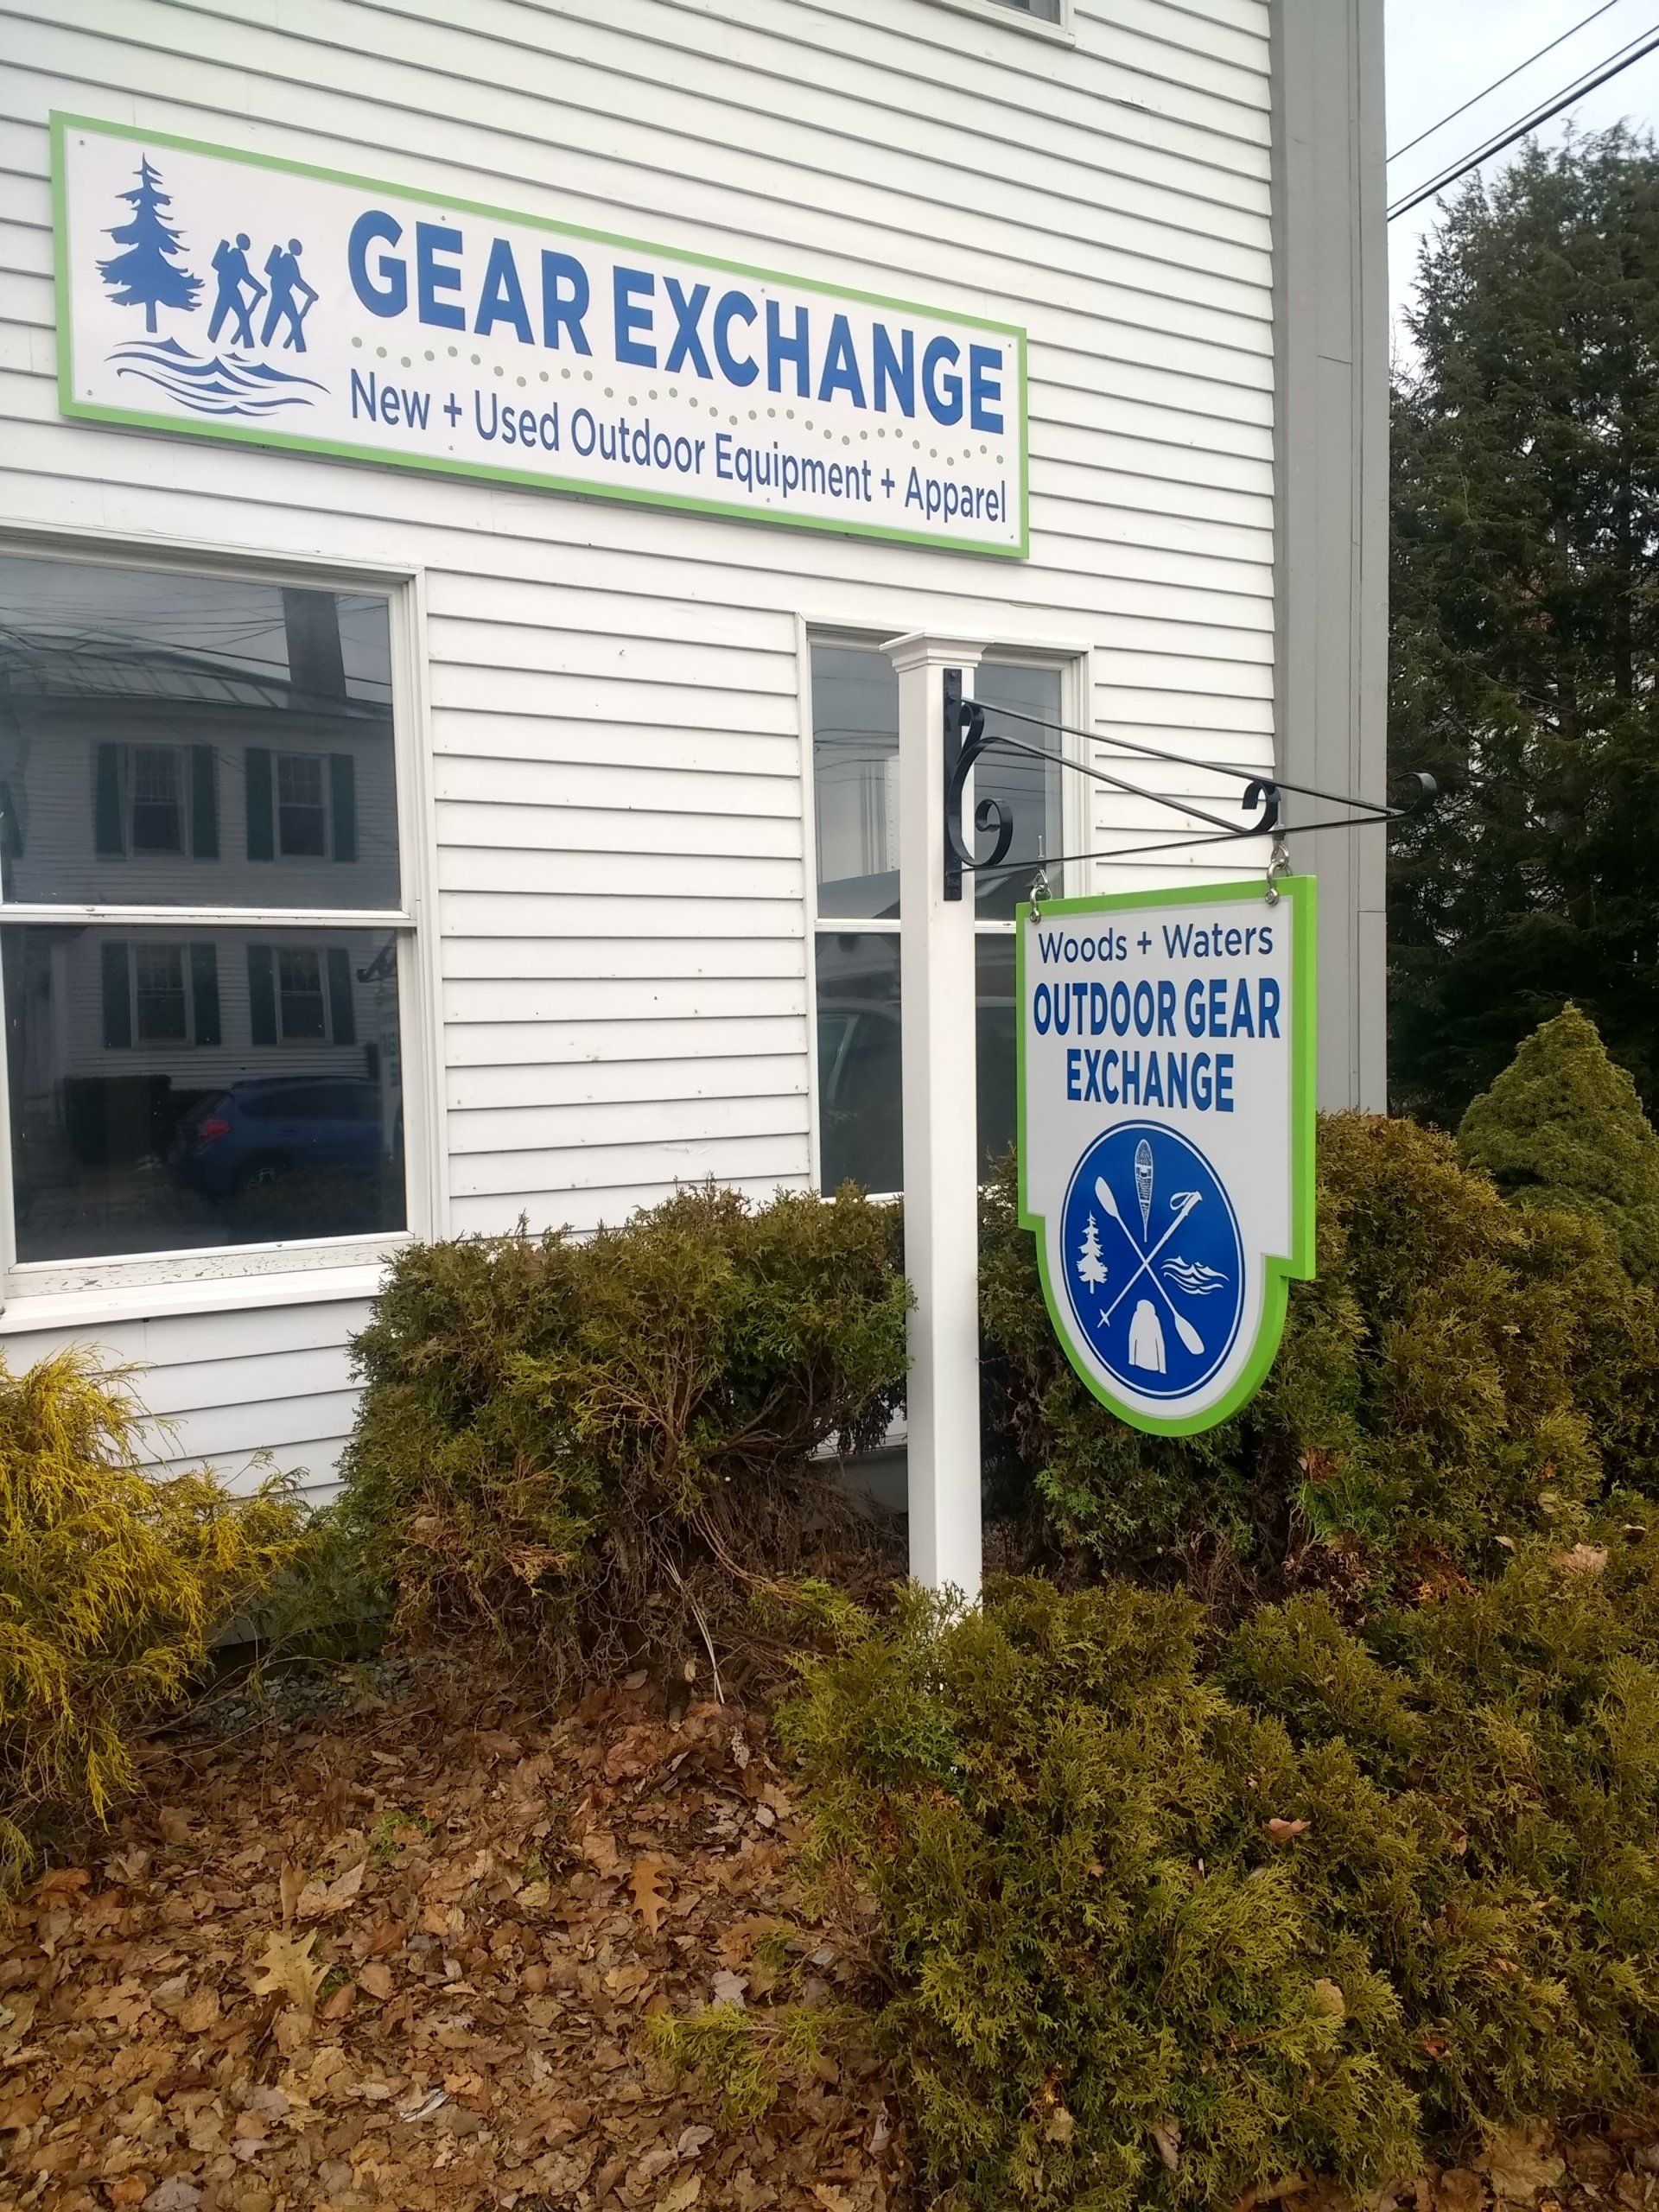 GEAR EXCHANGE
New + Used Outdoor Equipment + Apparel
Woods + Waters
OUTDOOR GEAR
EXCHANGE